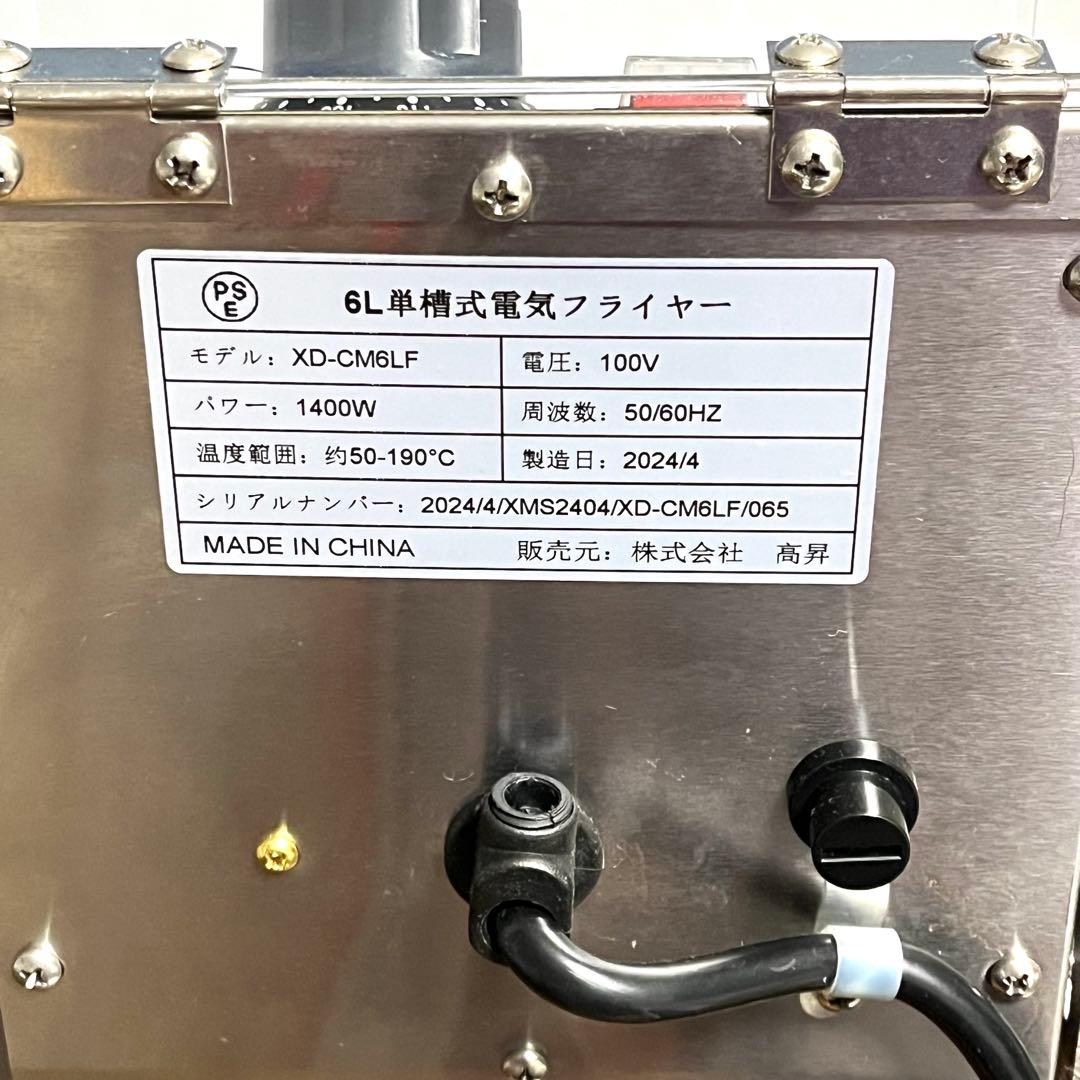 PSE
6L単槽式電気フライヤー
モデル：XD-CM6LF 電圧：100V
パワー：1400W 周波数：50/60HZ
温度範囲：约50-190°C 製造日：2024/4
シリアルナンバー：2024/4/XMS2404/XD-CM6LF/065
MADE IN CHINA 販売元：株式会社 高昇